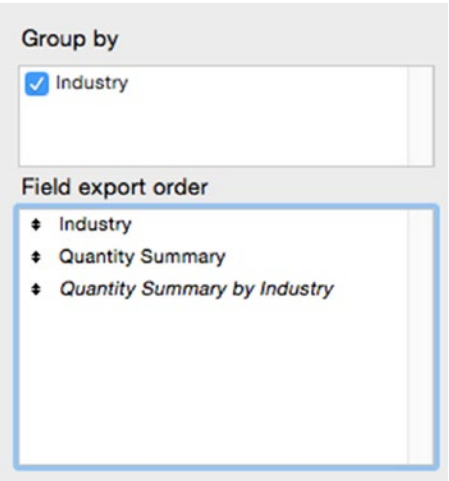 Group by
Industry
Field export order
Industry
Quantity Summary
Quantity Summary by Industry